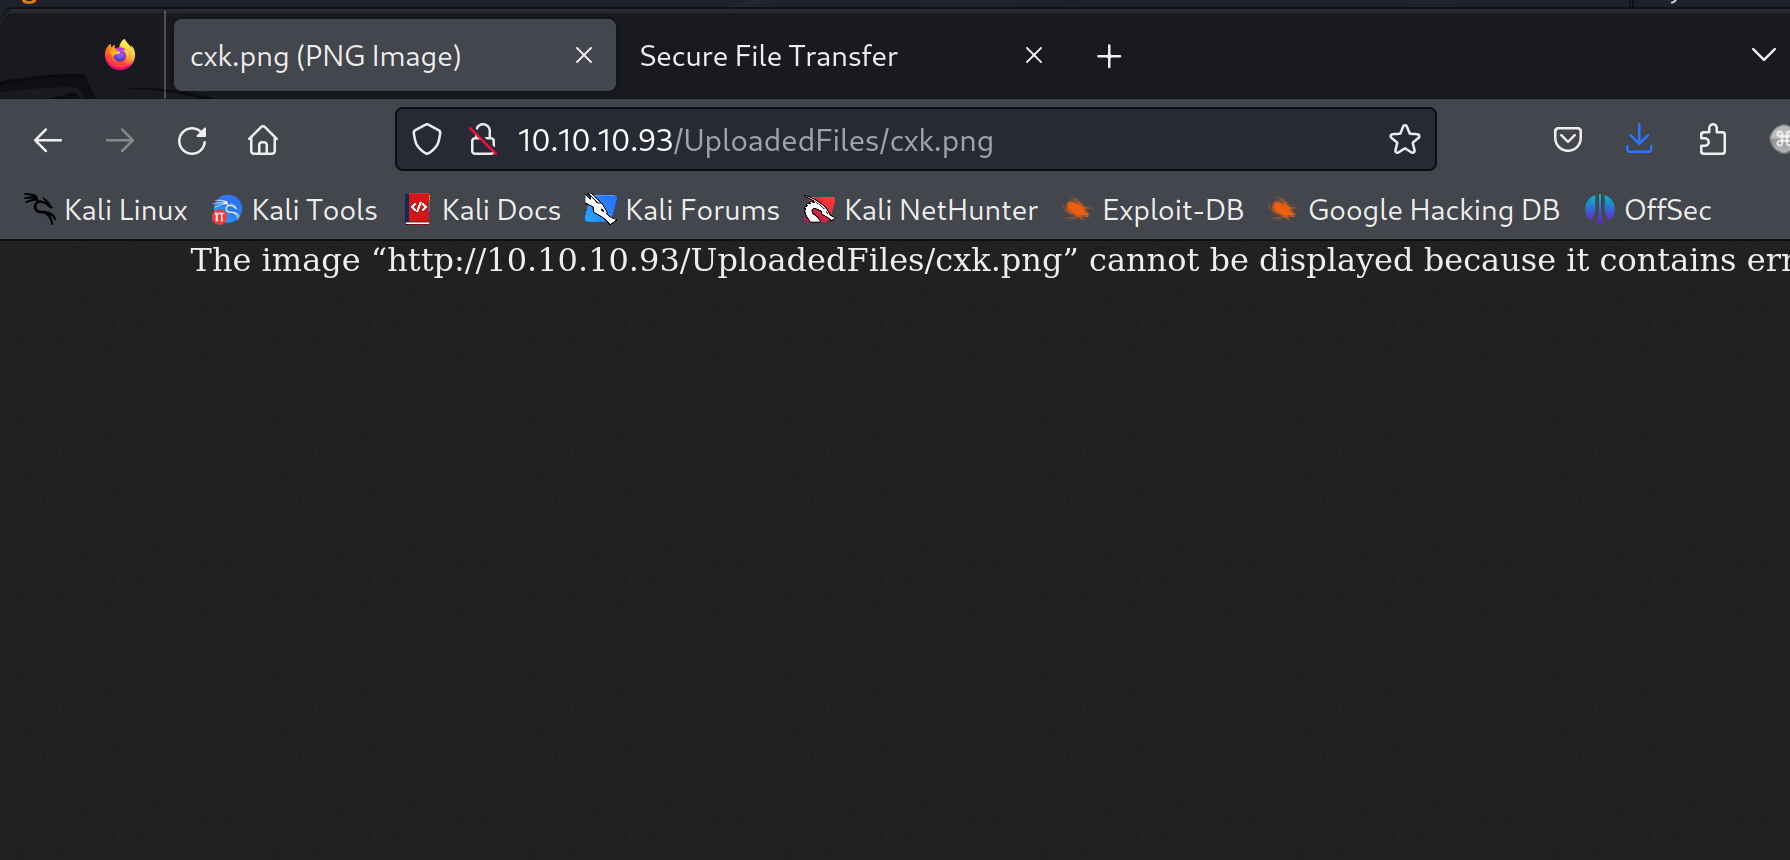 cxk.png (PNG Image)
Secure File Transfer
10.10.10.93/UploadedFiles/cxk.png
Kali Linux
Kali Tools
Kali Docs
Kali Forums
Kali NetHunter
Exploit-DB
Google Hacking DB
OffSec
The image “http://10.10.10.93/UploadedFiles/cxk.png” cannot be displayed because it contains